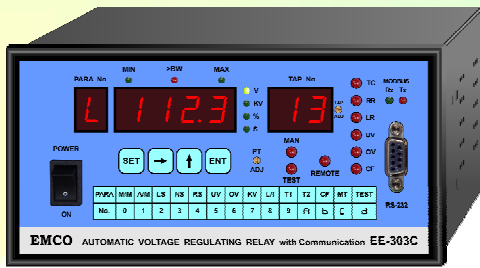 MIN >BW MAX
PARA No TAP No
L 112.3 13
V
KV
%
S
TAP
ADJ
TC
RR
LR
UV
OV
CF
MODBUS
Rx Tx
POWER
ON
SET → ↑ ENT
PT
ADJ
MAN
TEST
REMOTE
RS-232
PARA M/M A/M LS NS RS UV OV KV L/I T1 T2 CF MT TEST
No. 0 1 2 3 4 5 6 7 8 9 A b C d
EMCO AUTOMATIC VOLTAGE REGULATING RELAY with Communication EE-303C